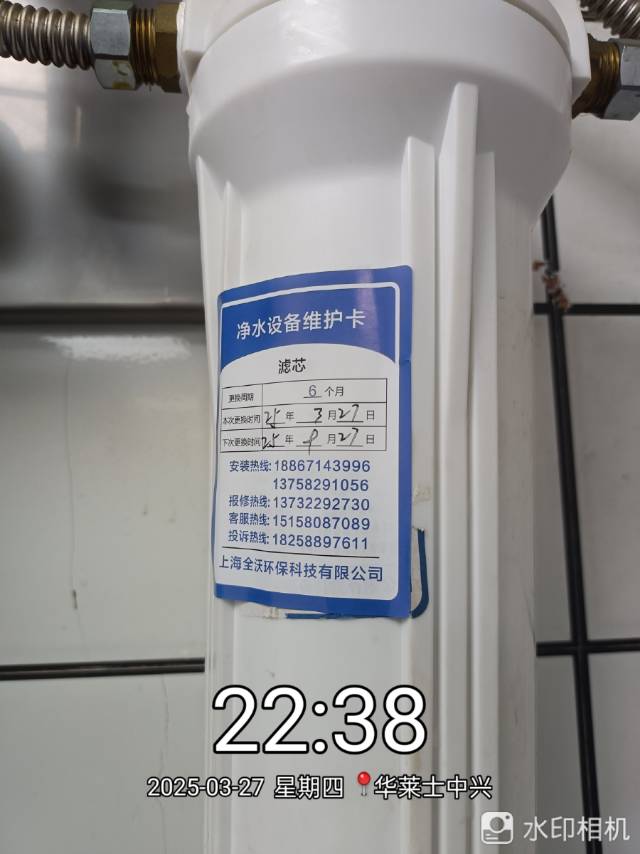 净水设备维护卡
滤芯
更换周期 6 个月
本次更换时间 25 年 3 月 27 日
下次更换时间 25 年 9 月 27 日
安装热线: 18867143996
13758291056
报修热线: 13732292730
客服热线: 15158087089
投诉热线: 18258897611
上海全沃环保科技有限公司
22:38
2025-03-27 星期四 华莱士中兴
水印相机